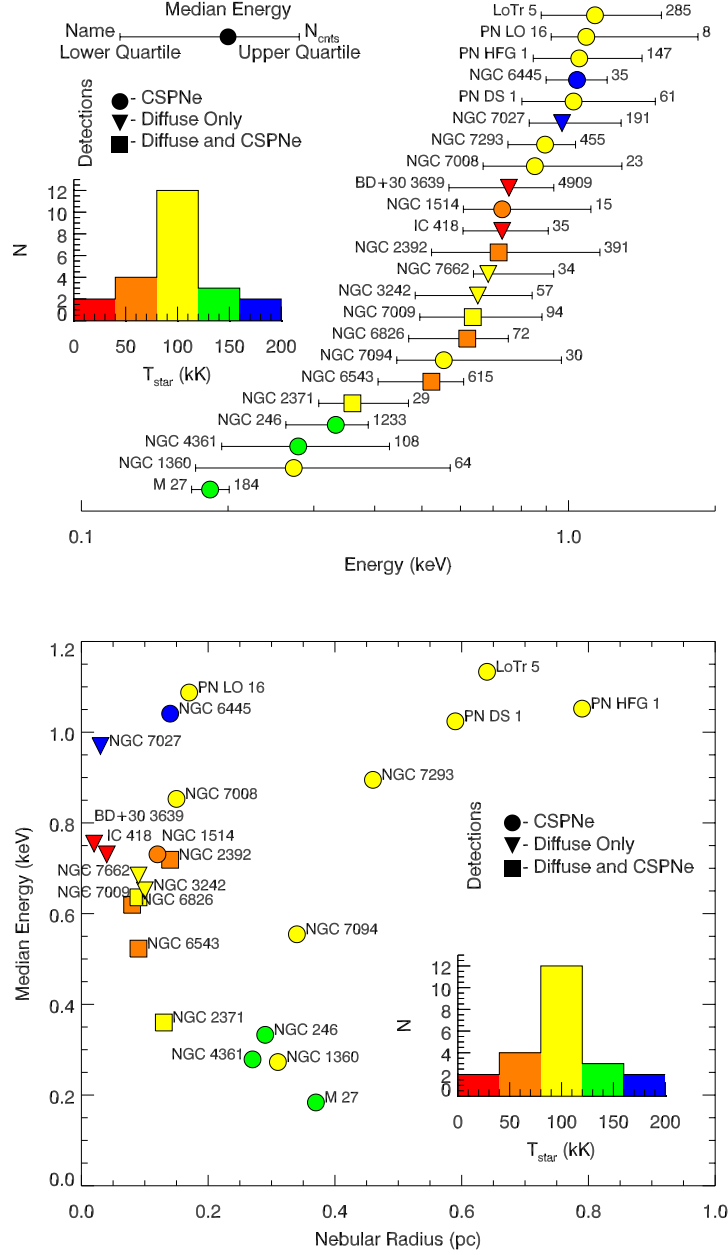 Median Energy
Name N_cnts
Lower Quartile Upper Quartile
Detections
- CSPNe
- Diffuse Only
- Diffuse and CSPNe
N
12
10
8
6
4
2
0
0 50 100 150 200
T_star (kK)
LoTr 5 285
PN LO 16 8
PN HFG 1 147
NGC 6445 35
PN DS 1 61
NGC 7027 191
NGC 7293 455
NGC 7008 23
BD+30 3639 4909
NGC 1514 15
IC 418 35
NGC 2392 391
NGC 7662 34
NGC 3242 57
NGC 7009 94
NGC 6826 72
NGC 7094 30
NGC 6543 615
NGC 2371 29
NGC 246 1233
NGC 4361 108
NGC 1360 64
M 27 184
0.1 1.0
Energy (keV)
Median Energy (keV)
1.2
1.0
0.8
0.6
0.4
0.2
0.0
LoTr 5
PN LO 16
PN HFG 1
NGC 6445
PN DS 1
NGC 7027
NGC 7293
NGC 7008
BD+30 3639
IC 418 NGC 1514
NGC 2392
NGC 7662
NGC 3242
NGC 7009
NGC 6826
NGC 7094
NGC 6543
NGC 2371
NGC 246
NGC 4361
NGC 1360
M 27
Detections
- CSPNe
- Diffuse Only
- Diffuse and CSPNe
N
12
10
8
6
4
2
0
0 50 100 150 200
T_star (kK)
0.0 0.2 0.4 0.6 0.8 1.0
Nebular Radius (pc)